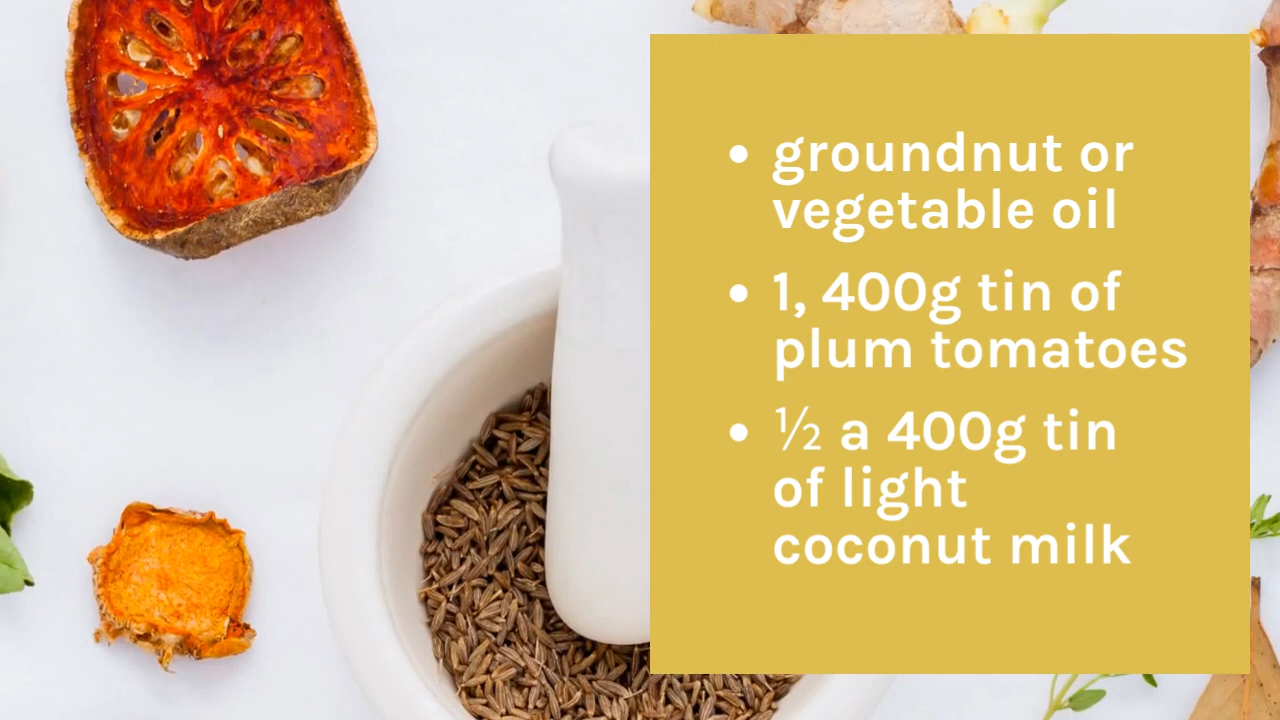 • groundnut or
vegetable oil
• 1, 400g tin of
plum tomatoes
• ½ a 400g tin
of light
coconut milk